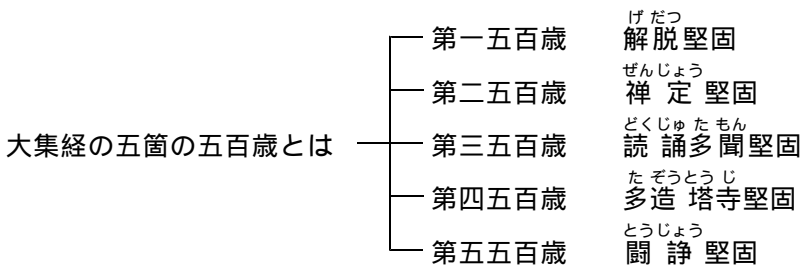 大集経の五箇の五百歳とは
第一五百歳 解脱堅固
げだつ
第二五百歳 禅定堅固
ぜんじょう
第三五百歳 読誦多聞堅固
どくじゅたもん
第四五百歳 多造塔寺堅固
たぞうとうじ
第五五百歳 闘諍堅固
とうじょう